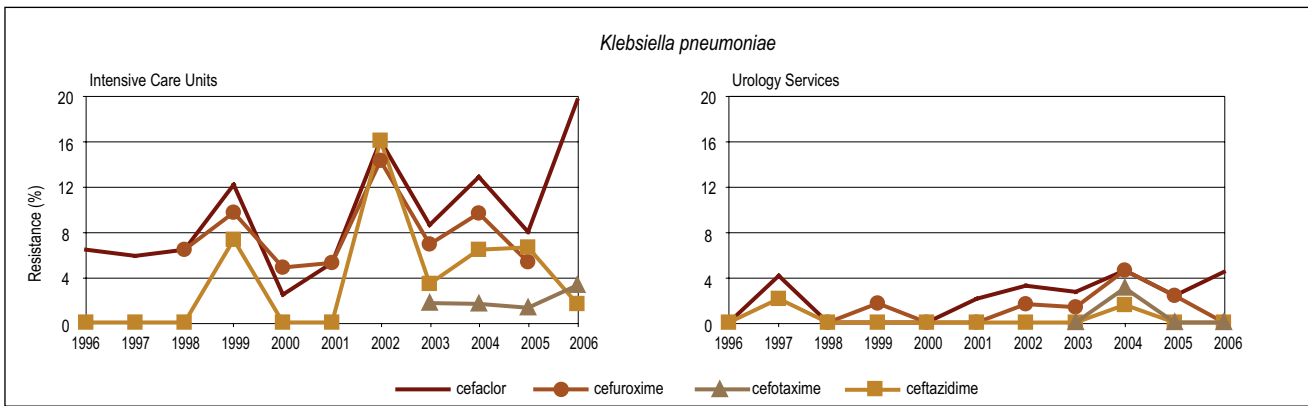 Klebsiella pneumoniae
Intensive Care Units
20
16
12
8
4
0
Resistance (%)
1996 1997 1998 1999 2000 2001 2002 2003 2004 2005 2006
Urology Services
20
16
12
8
4
0
1996 1997 1998 1999 2000 2001 2002 2003 2004 2005 2006
cefaclor cefuroxime cefotaxime ceftazidime